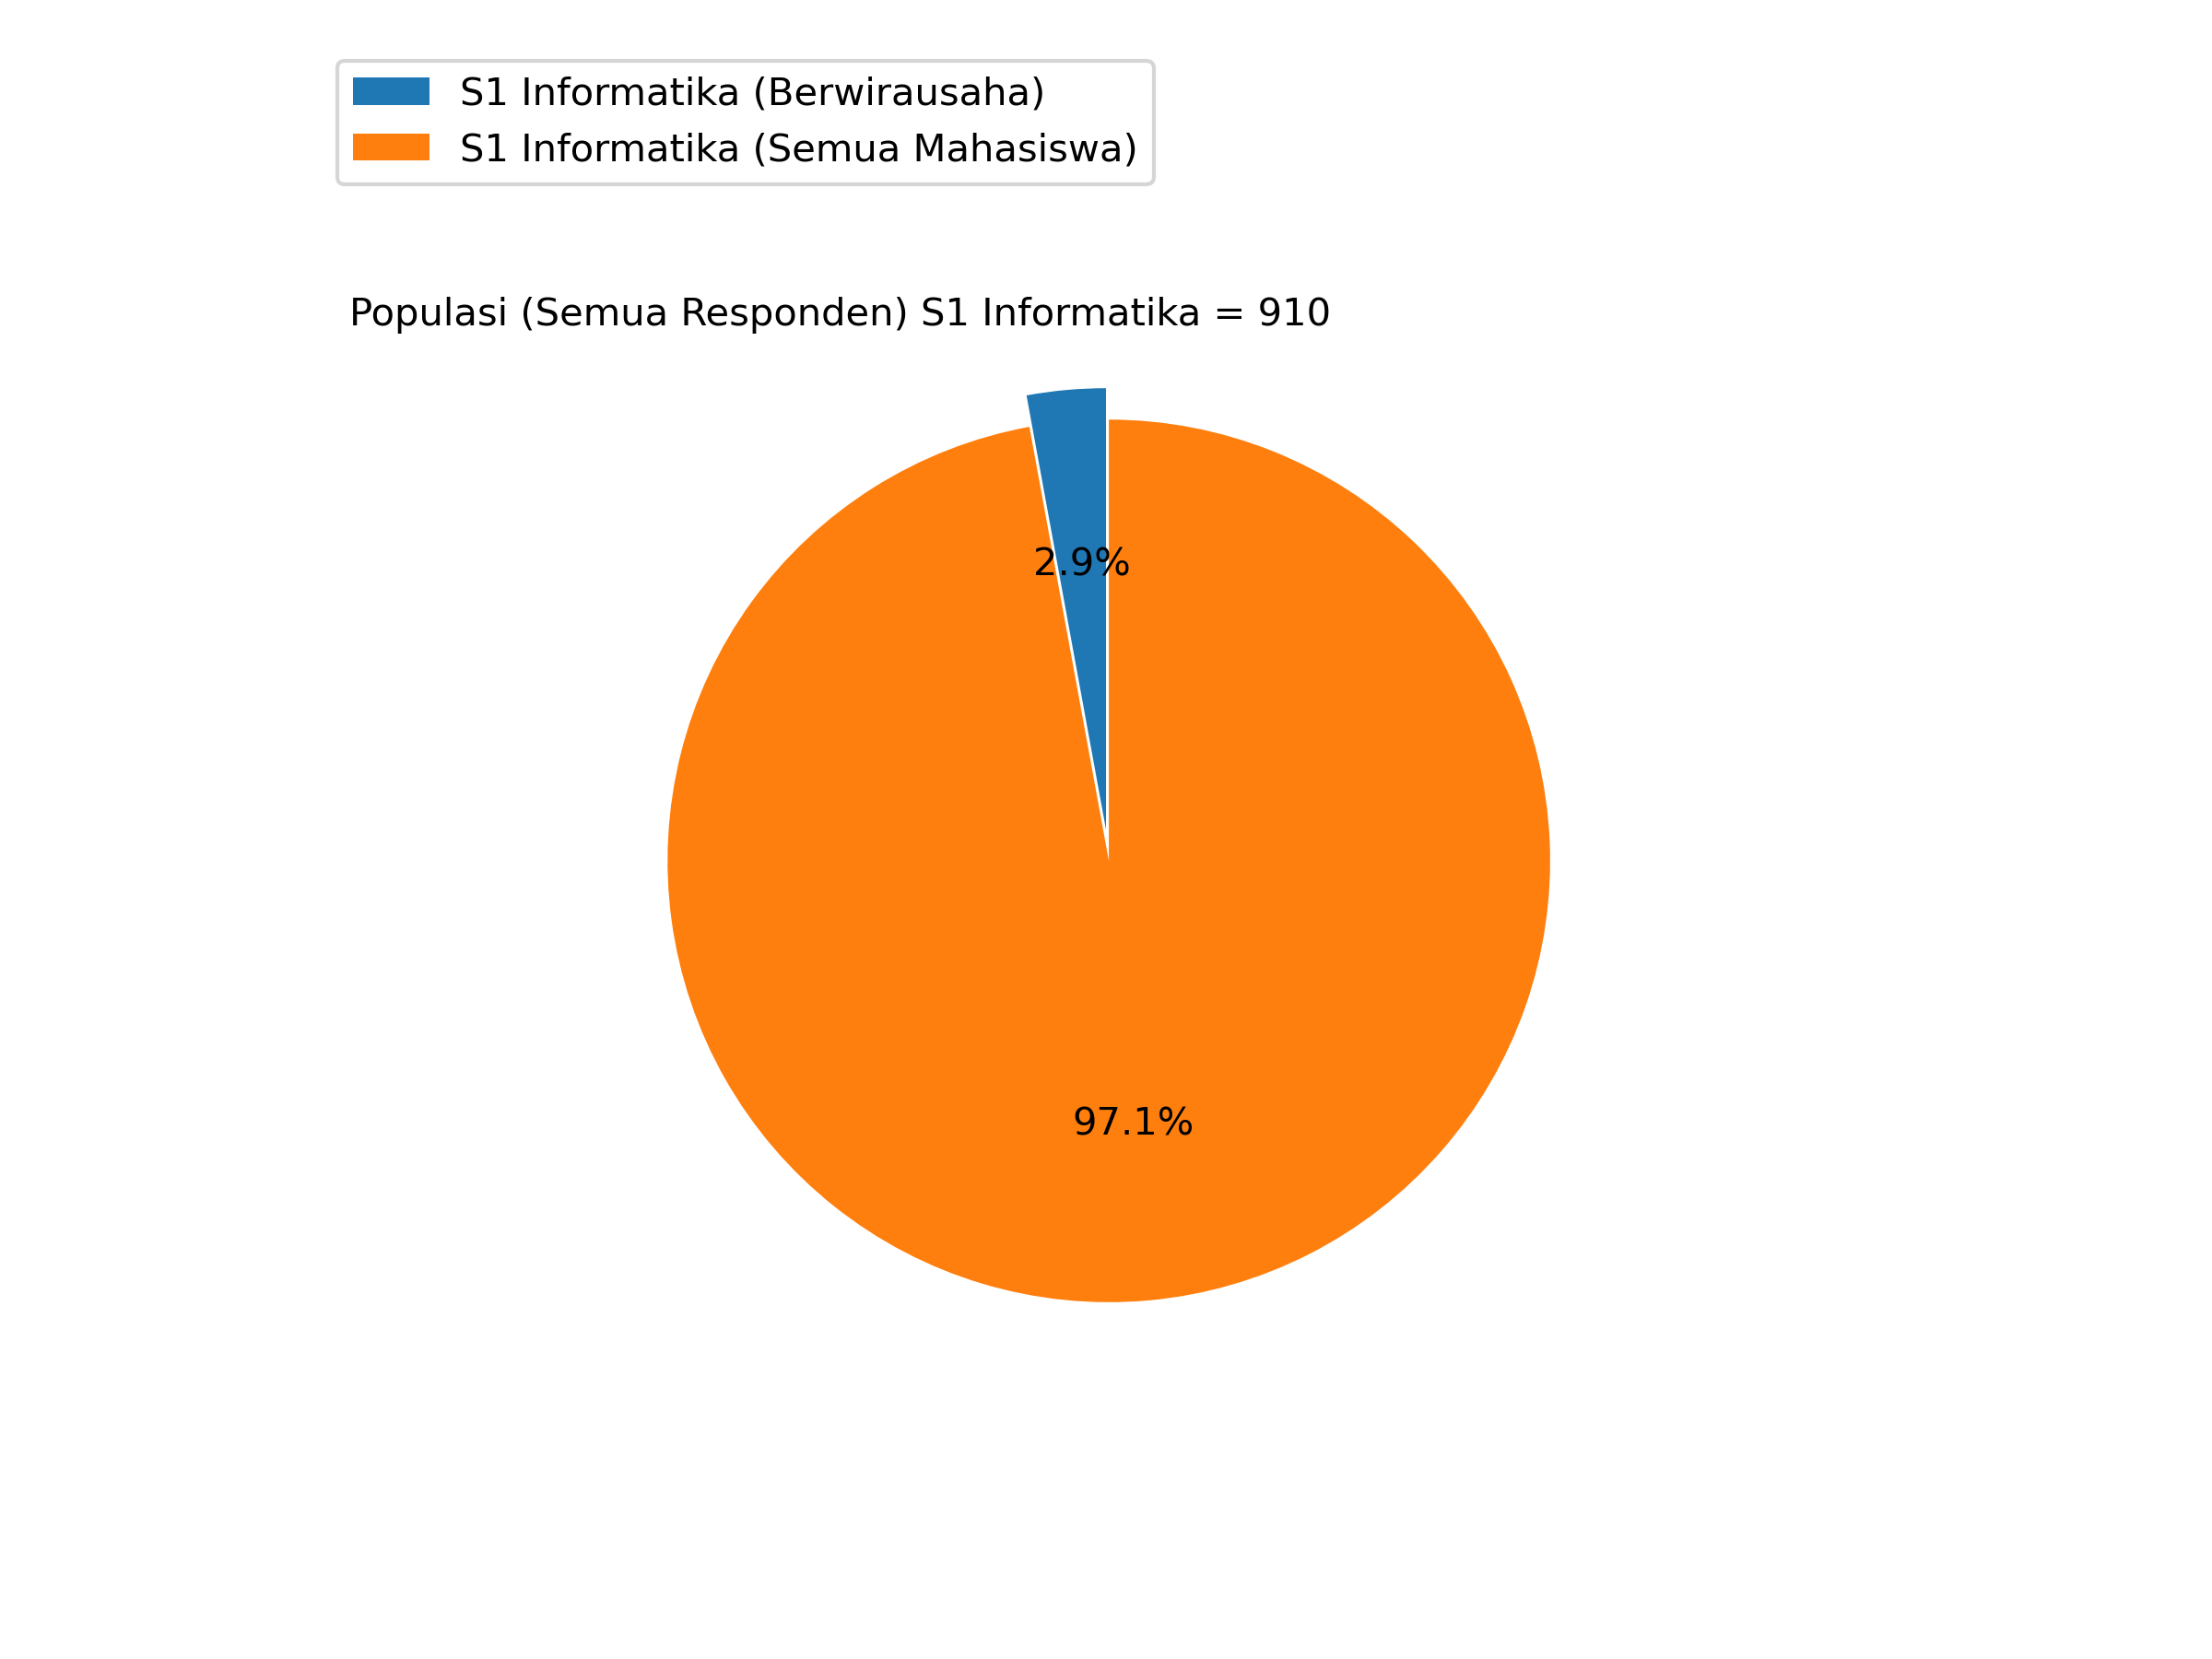 S1 Informatika (Berwirausaha)
S1 Informatika (Semua Mahasiswa)
Populasi (Semua Responden) S1 Informatika = 910
2.9%
97.1%